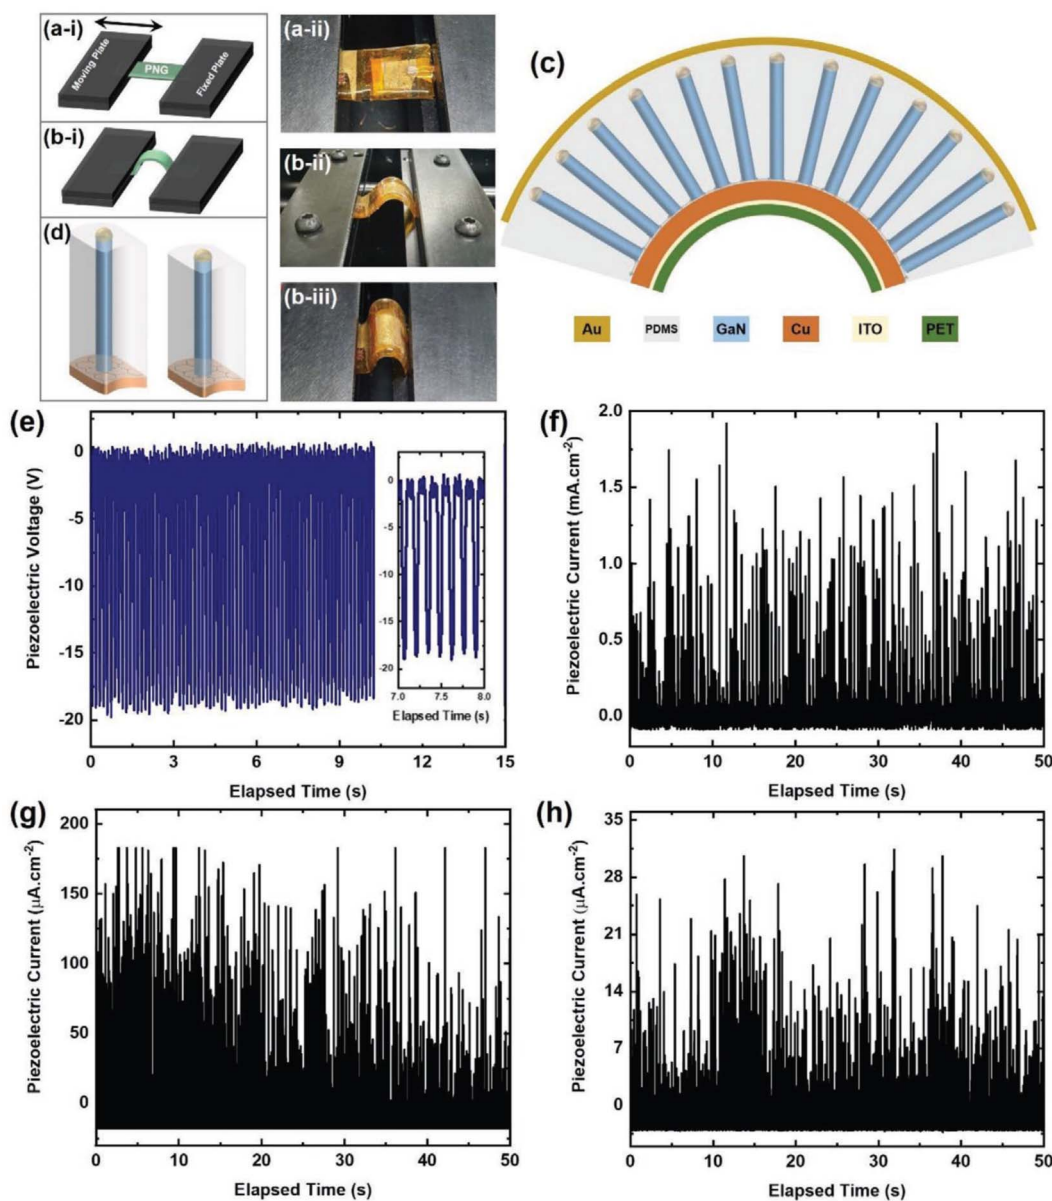 (a-i)
Moving Plate
PNG
Fixed Plate
(a-ii)
(b-i)
(b-ii)
(b-iii)
(c)
Au
PDMS
GaN
Cu
ITO
PET
(d)
(e)
Piezoelectric Voltage (V)
0
-5
-10
-15
-20
0 3 6 9 12 15
Elapsed Time (s)
0
-5
-10
-15
-20
7.0 7.5 8.0
Elapsed Time (s)
(f)
Piezoelectric Current (mA.cm⁻²)
2.0
1.5
1.0
0.5
0.0
0 10 20 30 40 50
Elapsed Time (s)
(g)
Piezoelectric Current (μA.cm⁻²)
200
150
100
50
0
0 10 20 30 40 50
Elapsed Time (s)
(h)
Piezoelectric Current (μA.cm⁻²)
35
28
21
14
7
0
0 10 20 30 40 50
Elapsed Time (s)